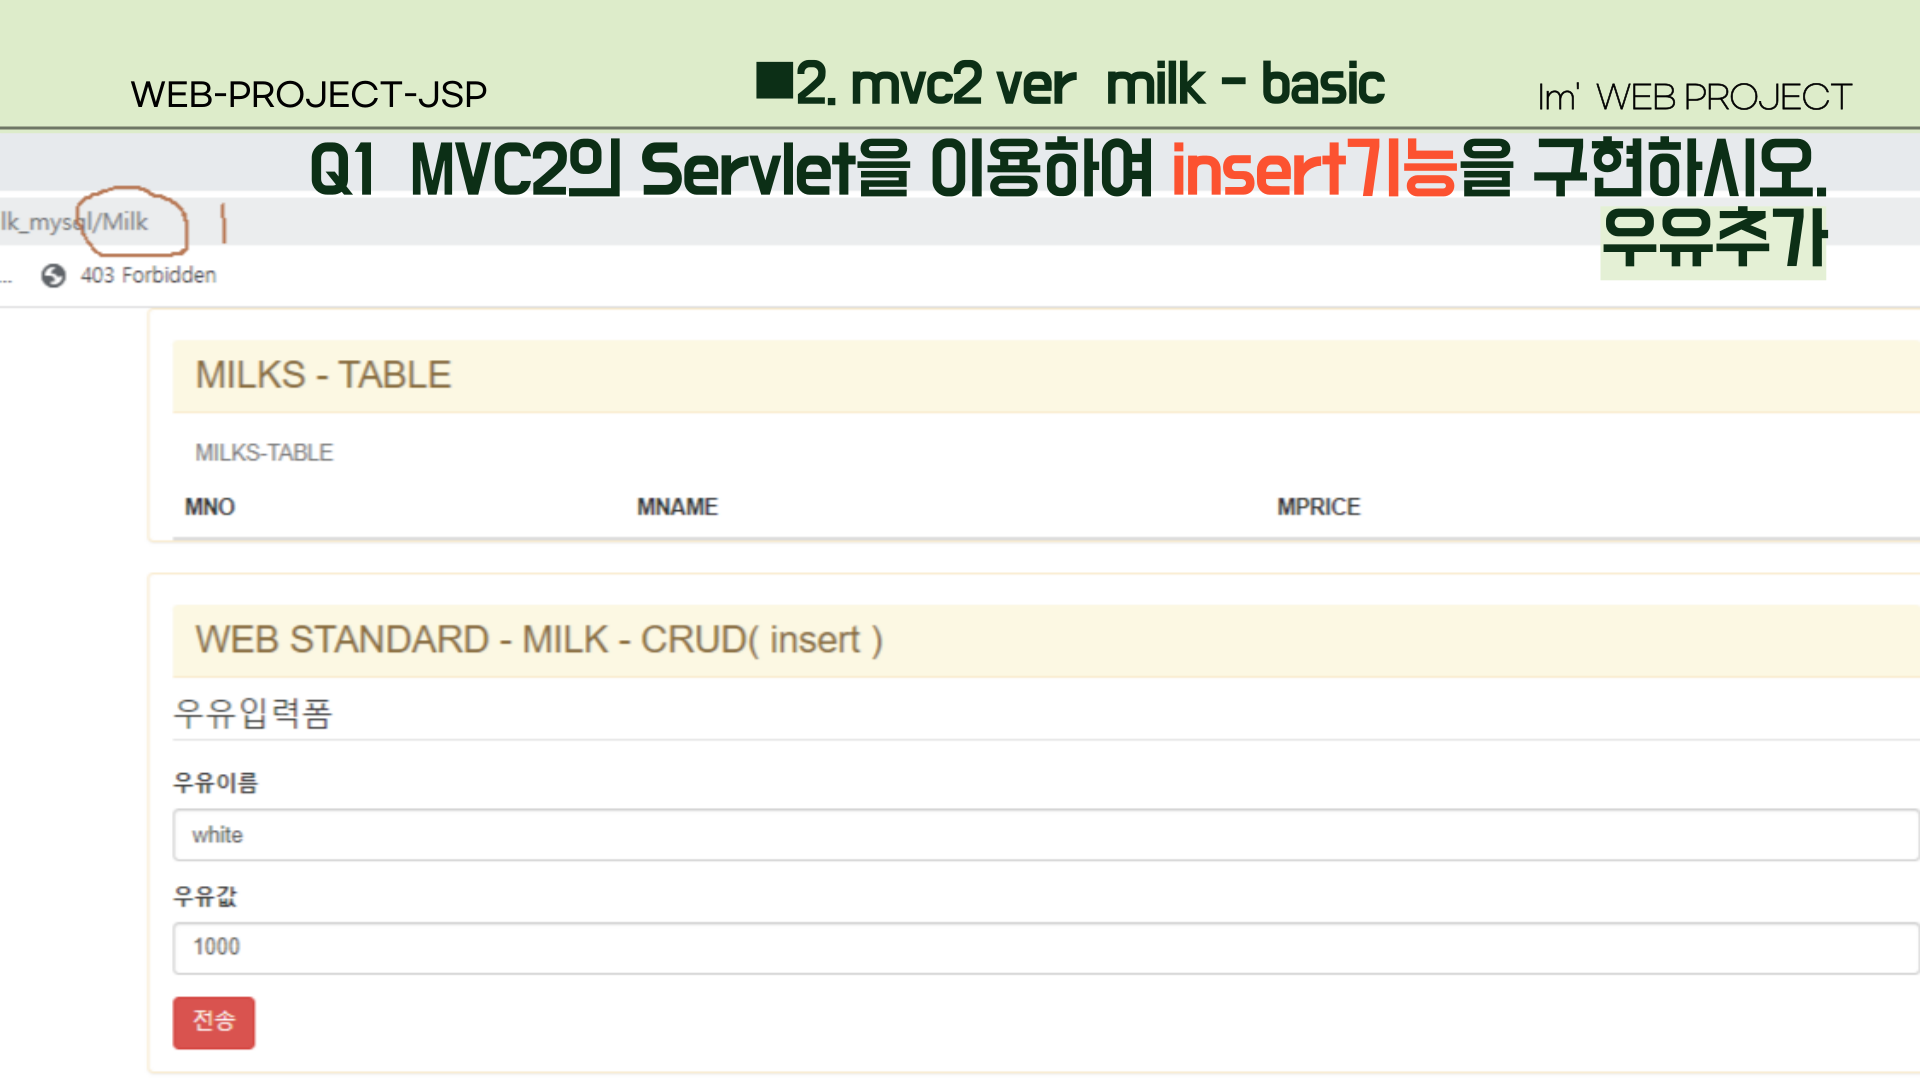 WEB-PROJECT-JSP
■2. mvc2 ver milk - basic
Im' WEB PROJECT
Q1 MVC2의 Servlet을 이용하여 insert기능을 구현하시오.
우유추가
lk_mysql/Milk
1
... 403 Forbidden
MILKS - TABLE
MILKS-TABLE
MNO MNAME MPRICE
WEB STANDARD - MILK - CRUD( insert )
우유입력폼
우유이름
white
우유값
1000
전송